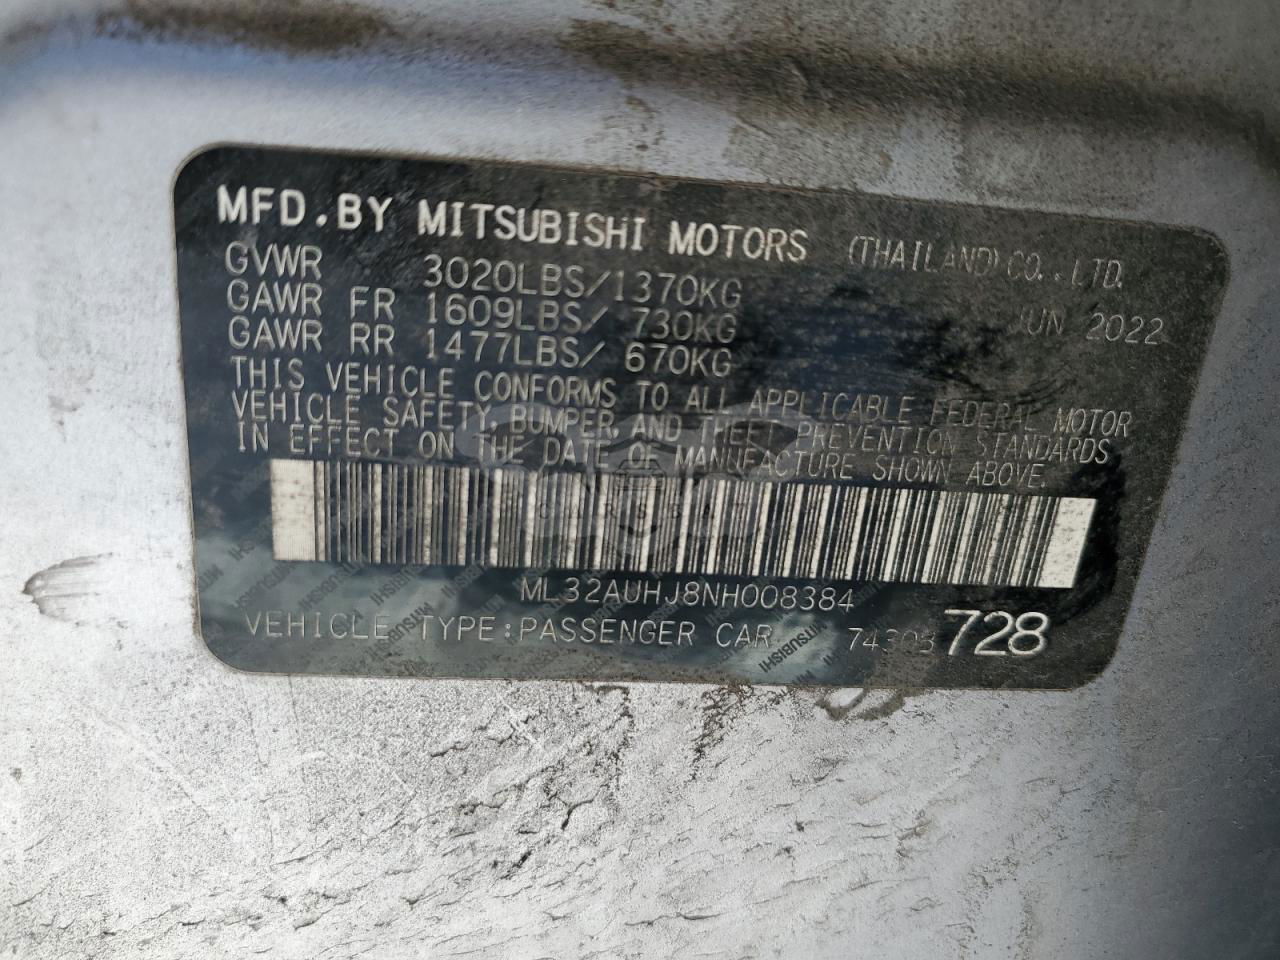 MFD.BY MITSUBISHI MOTORS (THAILAND) CO.,LTD.
GVWR 3020LBS/1370KG
GAWR FR 1609LBS/ 730KG JUN 2022
GAWR RR 1477LBS/ 670KG
THIS VEHICLE CONFORMS TO ALL APPLICABLE FEDERAL MOTOR
VEHICLE SAFETY, BUMPER, AND THEFT PREVENTION STANDARDS
IN EFFECT ON THE DATE OF MANUFACTURE SHOWN ABOVE.
ML32AUHJ8NH008384
VEHICLE TYPE:PASSENGER CAR 728
MITSUBISHI